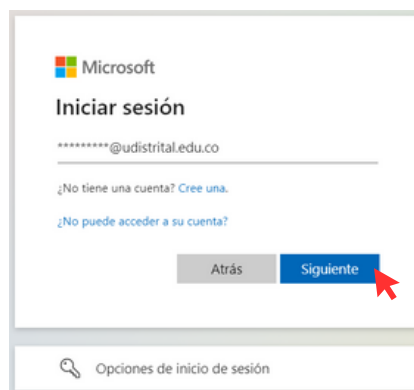 Microsoft
Iniciar sesión
*********@udistrital.edu.co
¿No tiene una cuenta? Cree una.
¿No puede acceder a su cuenta?
Atrás Siguiente
Opciones de inicio de sesión